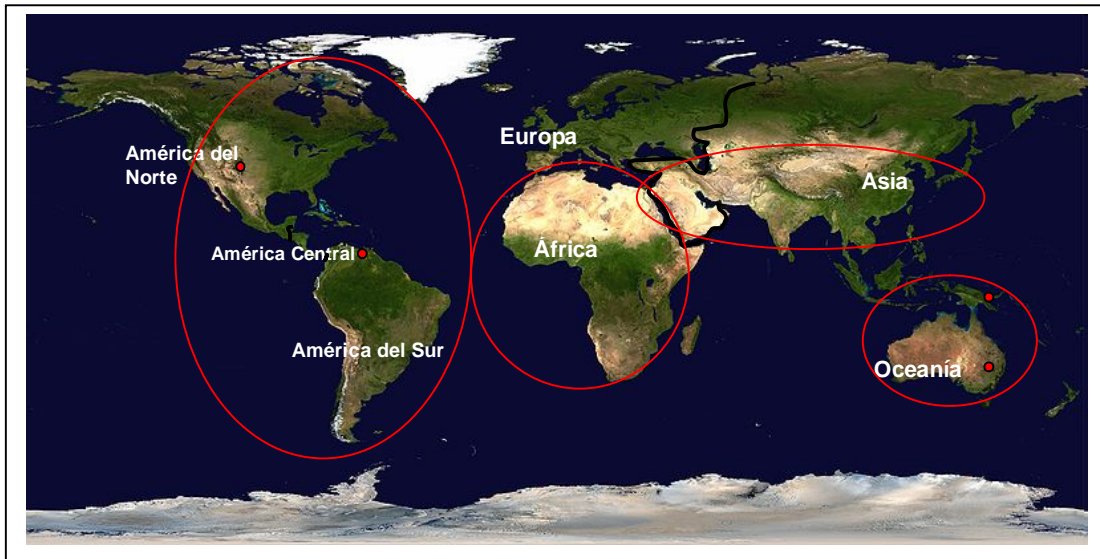 Europa
América del
Norte
Asia
América Central
África
América del Sur
Oceanía